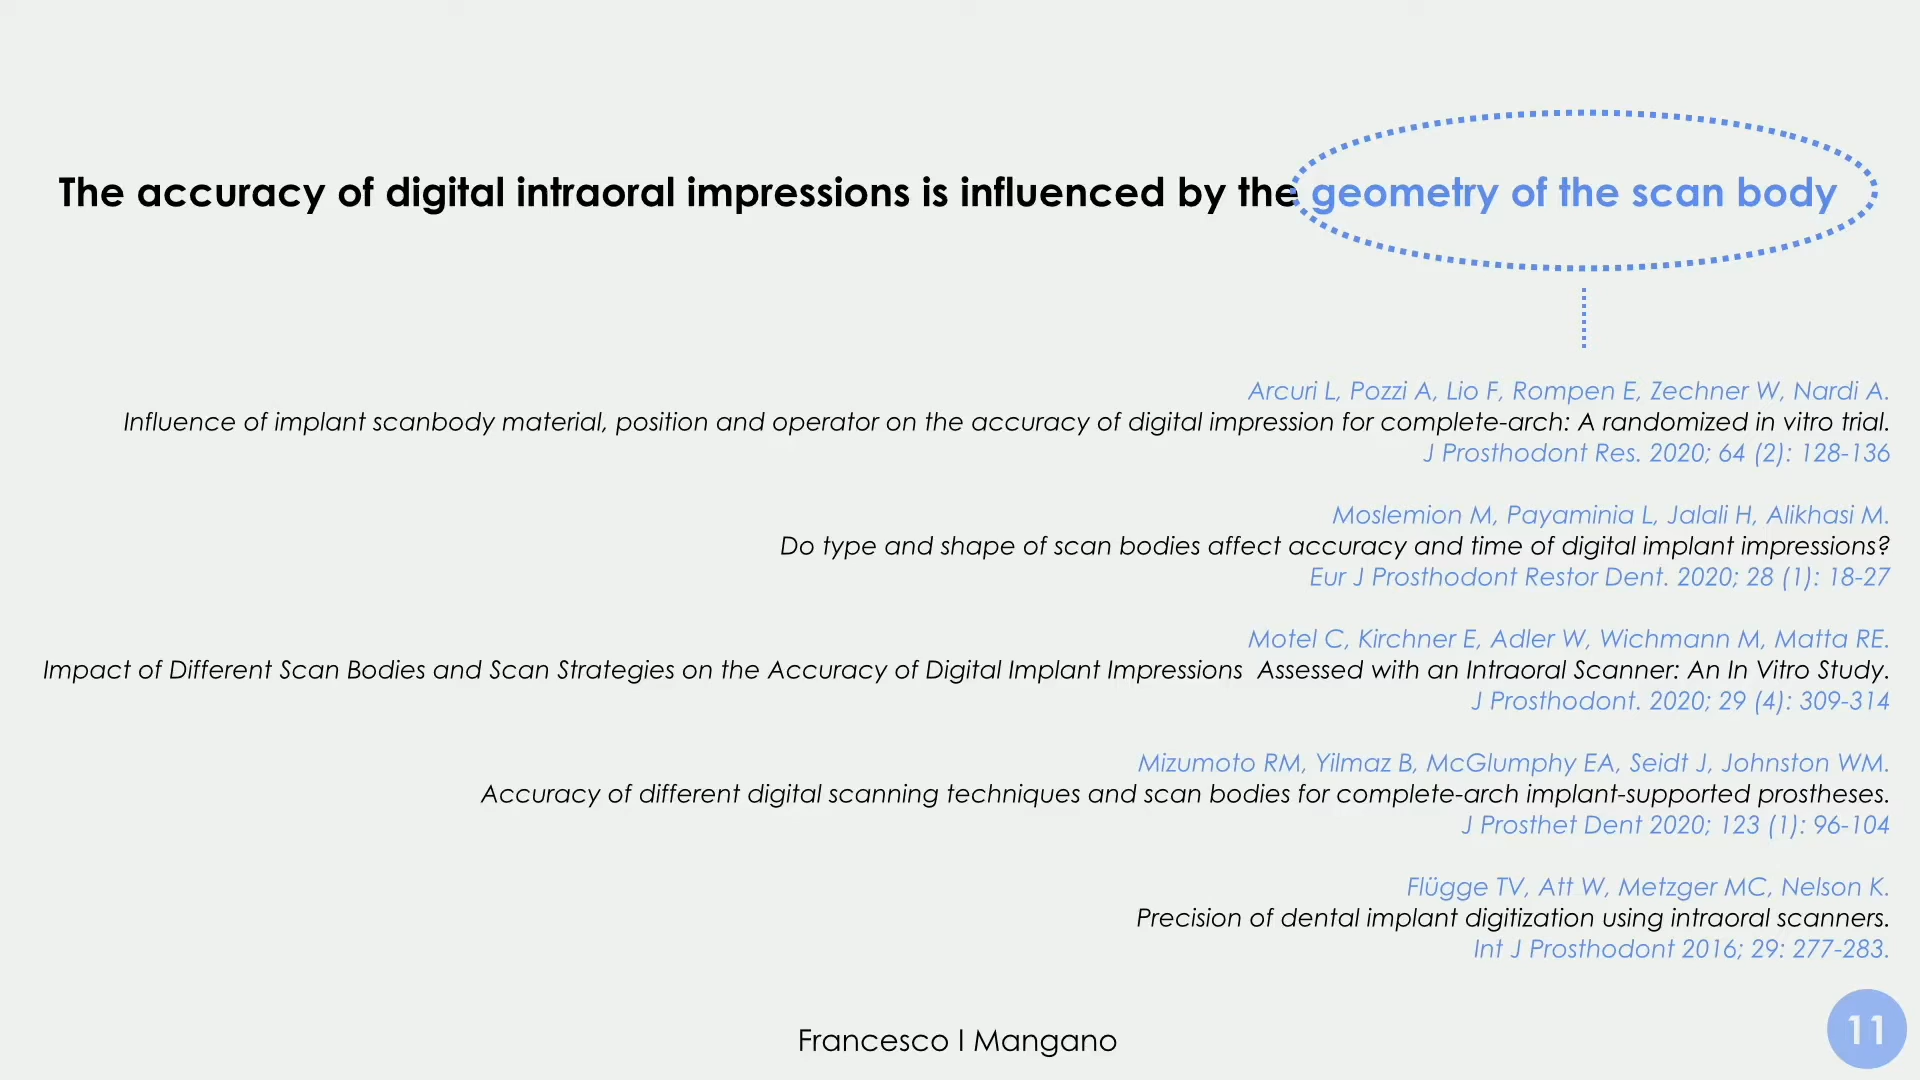 The accuracy of digital intraoral impressions is influenced by the geometry of the scan body
Arcuri L, Pozzi A, Lio F, Rompen E, Zechner W, Nardi A.
Influence of implant scanbody material, position and operator on the accuracy of digital impression for complete-arch: A randomized in vitro trial.
J Prosthodont Res. 2020; 64 (2): 128-136
Moslemion M, Payaminia L, Jalali H, Alikhasi M.
Do type and shape of scan bodies affect accuracy and time of digital implant impressions?
Eur J Prosthodont Restor Dent. 2020; 28 (1): 18-27
Motel C, Kirchner E, Adler W, Wichmann M, Matta RE.
Impact of Different Scan Bodies and Scan Strategies on the Accuracy of Digital Implant Impressions Assessed with an Intraoral Scanner: An In Vitro Study.
J Prosthodont. 2020; 29 (4): 309-314
Mizumoto RM, Yilmaz B, McGlumphy EA, Seidt J, Johnston WM.
Accuracy of different digital scanning techniques and scan bodies for complete-arch implant-supported prostheses.
J Prosthet Dent 2020; 123 (1): 96-104
Flügge TV, Att W, Metzger MC, Nelson K.
Precision of dental implant digitization using intraoral scanners.
Int J Prosthodont 2016; 29: 277-283.
Francesco I Mangano
11